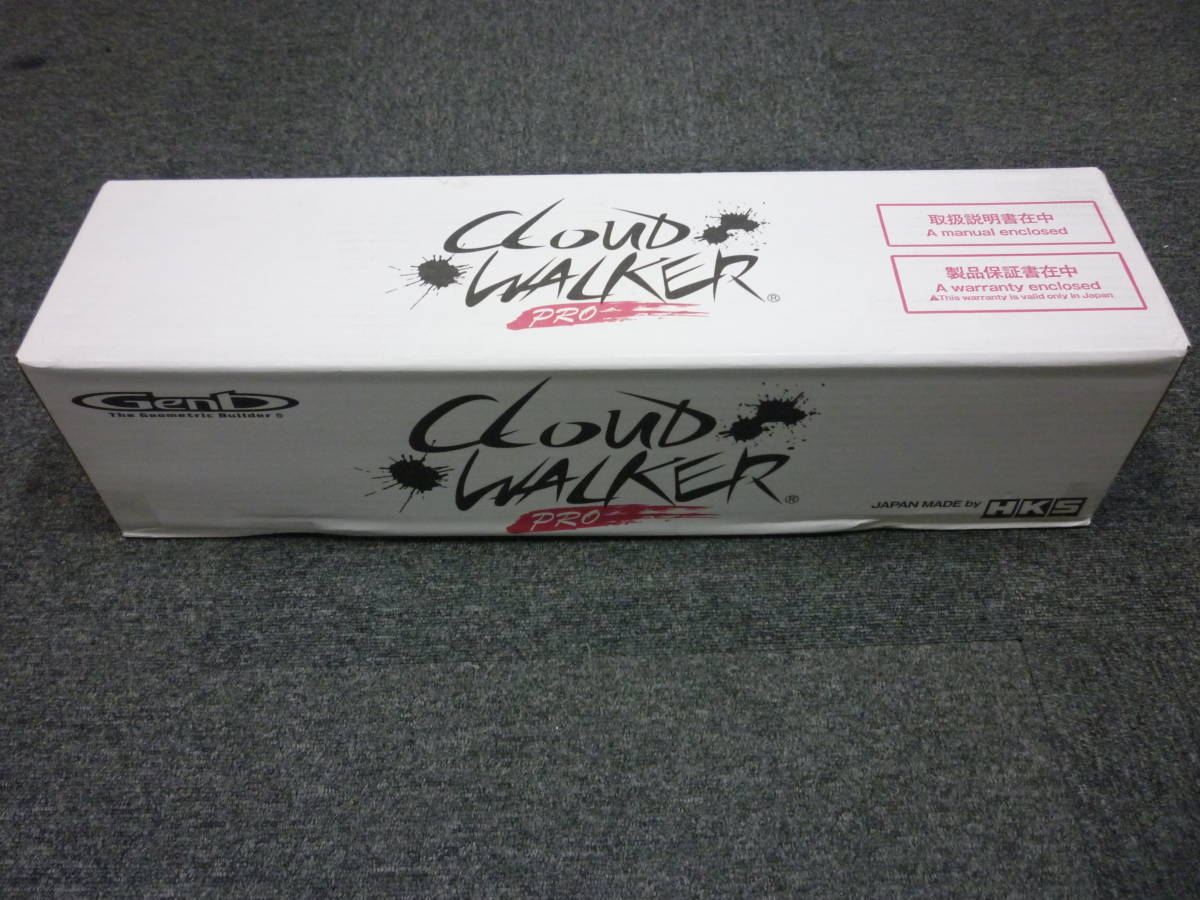 CLOUD
WALKER®
PRO
取扱説明書在中
A manual enclosed
製品保証書在中
A warranty enclosed
▲This warranty is valid only in Japan
Genb
The Geometric Builder®
CLOUD
WALKER®
PRO
JAPAN MADE by HKS